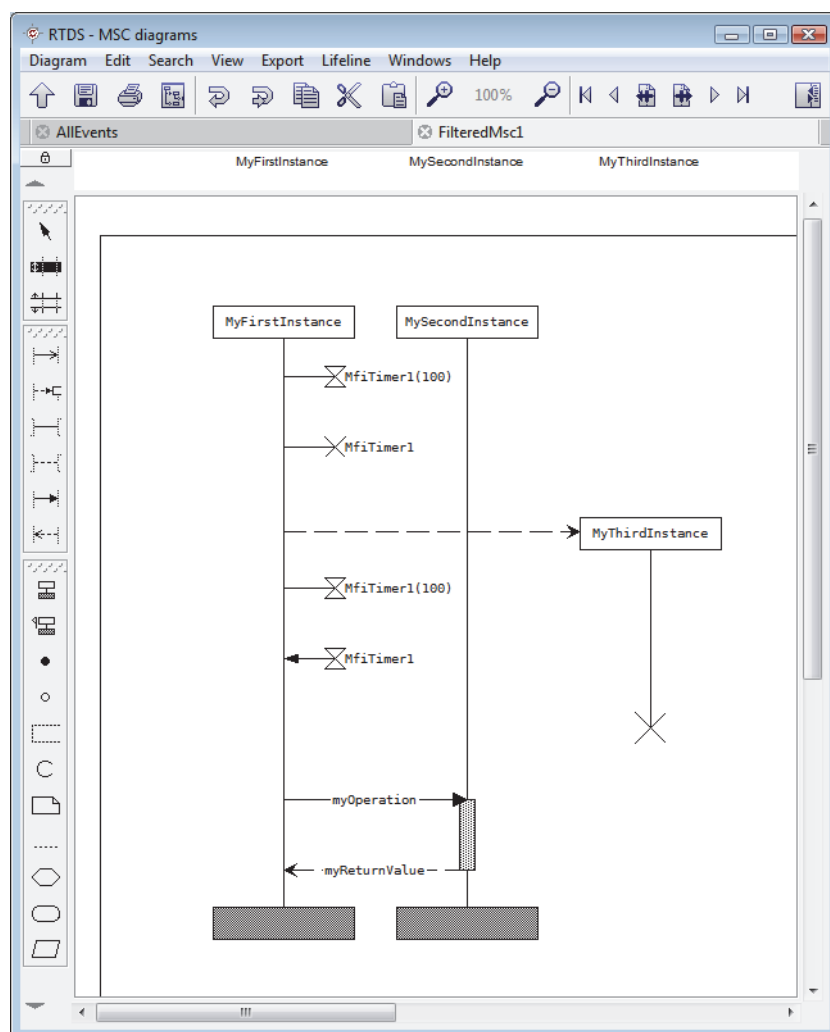 RTDS - MSC diagrams
Diagram Edit Search View Export Lifeline Windows Help
100%
AllEvents FilteredMsc1
MyFirstInstance MySecondInstance MyThirdInstance
MyFirstInstance MySecondInstance
MfiTimer1(100)
MfiTimer1
MyThirdInstance
MfiTimer1(100)
MfiTimer1
myOperation
myReturnValue